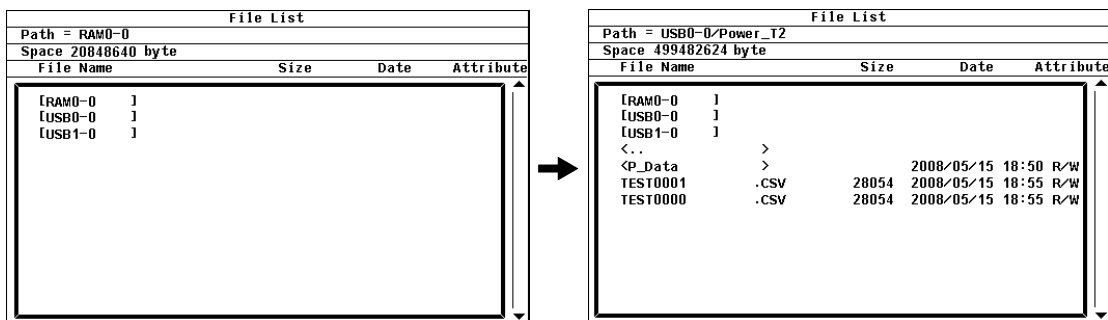 File List
Path = RAM0-0
Space 20848640 byte
File Name Size Date Attribute
[RAM0-0 ]
[USB0-0 ]
[USB1-0 ]
File List
Path = USB0-0/Power_T2
Space 499482624 byte
File Name Size Date Attribute
[RAM0-0 ]
[USB0-0 ]
[USB1-0 ]
<.. >
<P_Data > 2008/05/15 18:50 R/W
TEST0001 .CSV 28054 2008/05/15 18:55 R/W
TEST0000 .CSV 28054 2008/05/15 18:55 R/W